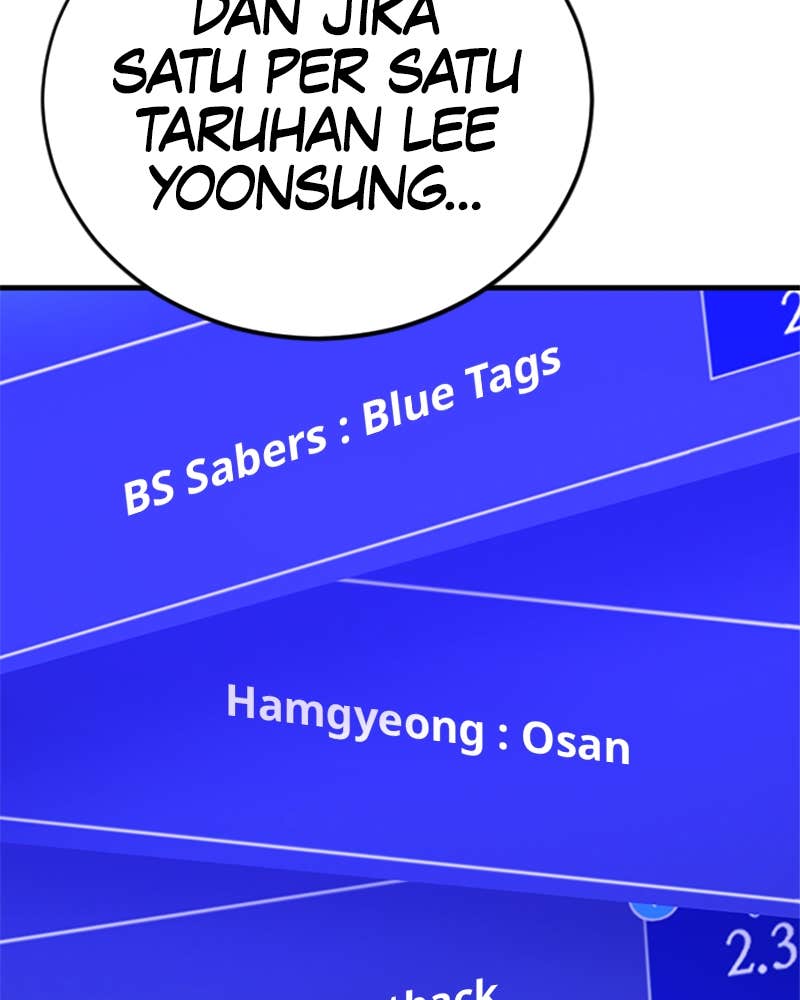 DAN JIKA
SATU PER SATU
TARUHAN LEE
YOONSUNG...
BS Sabers : Blue Tags
Hamgyeong : Osan
2.3